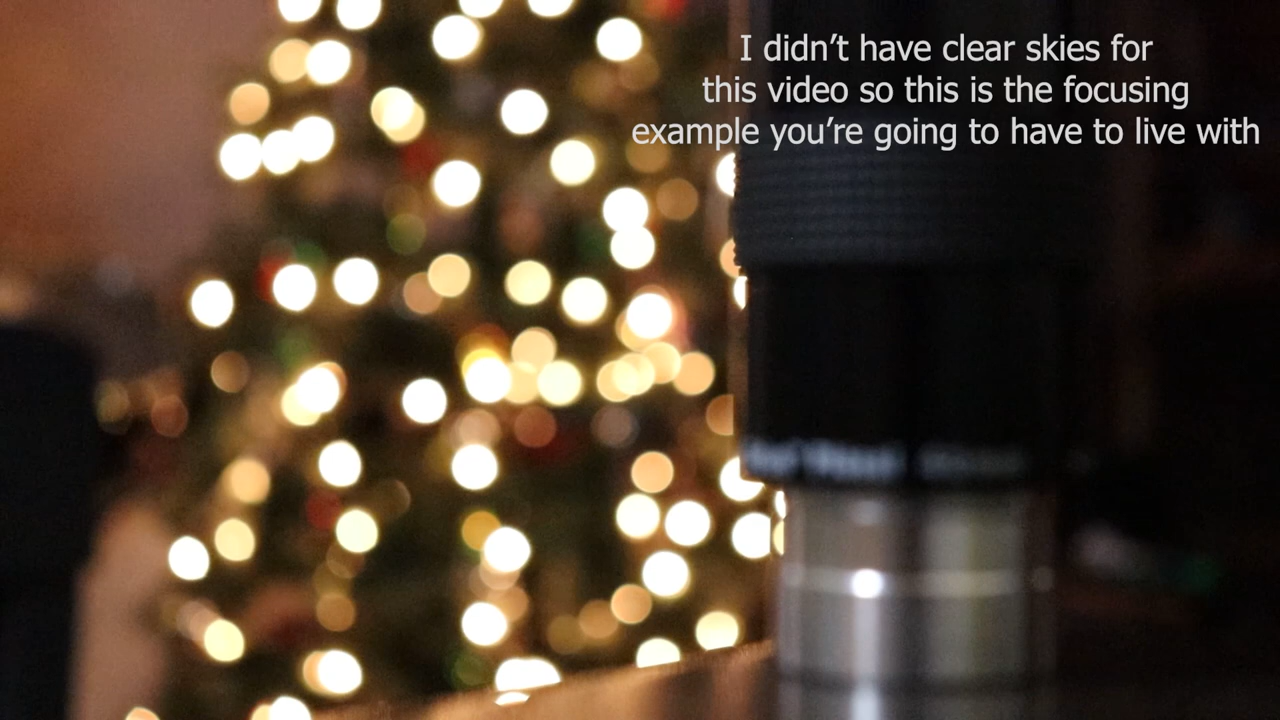 I didn’t have clear skies for
this video so this is the focusing
example you’re going to have to live with